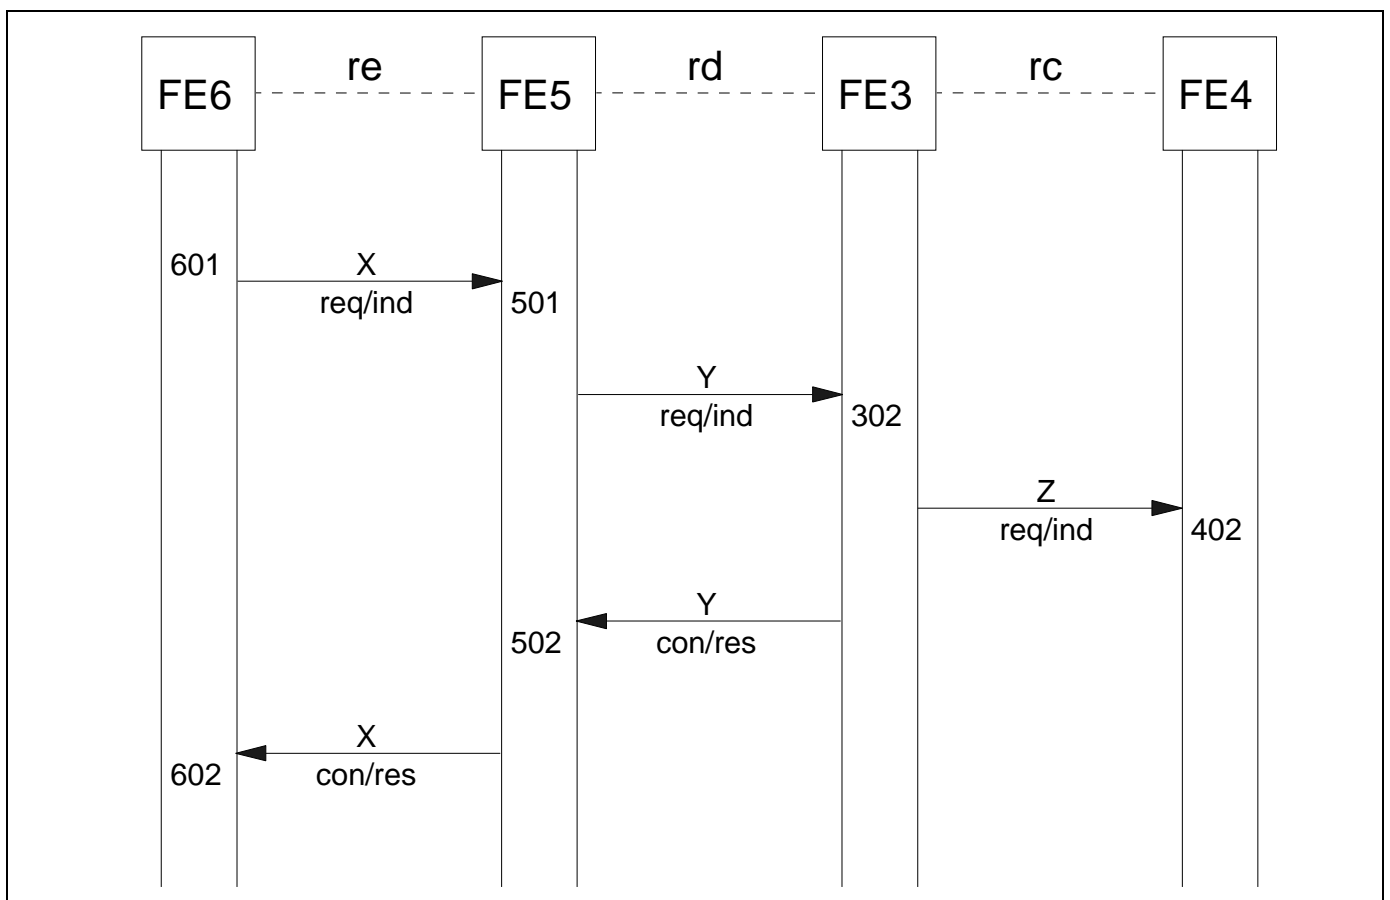 re rd rc
FE6 FE5 FE3 FE4
601 X
req/ind 501
Y
req/ind 302
Z
req/ind 402
Y
502 con/res
X
602 con/res